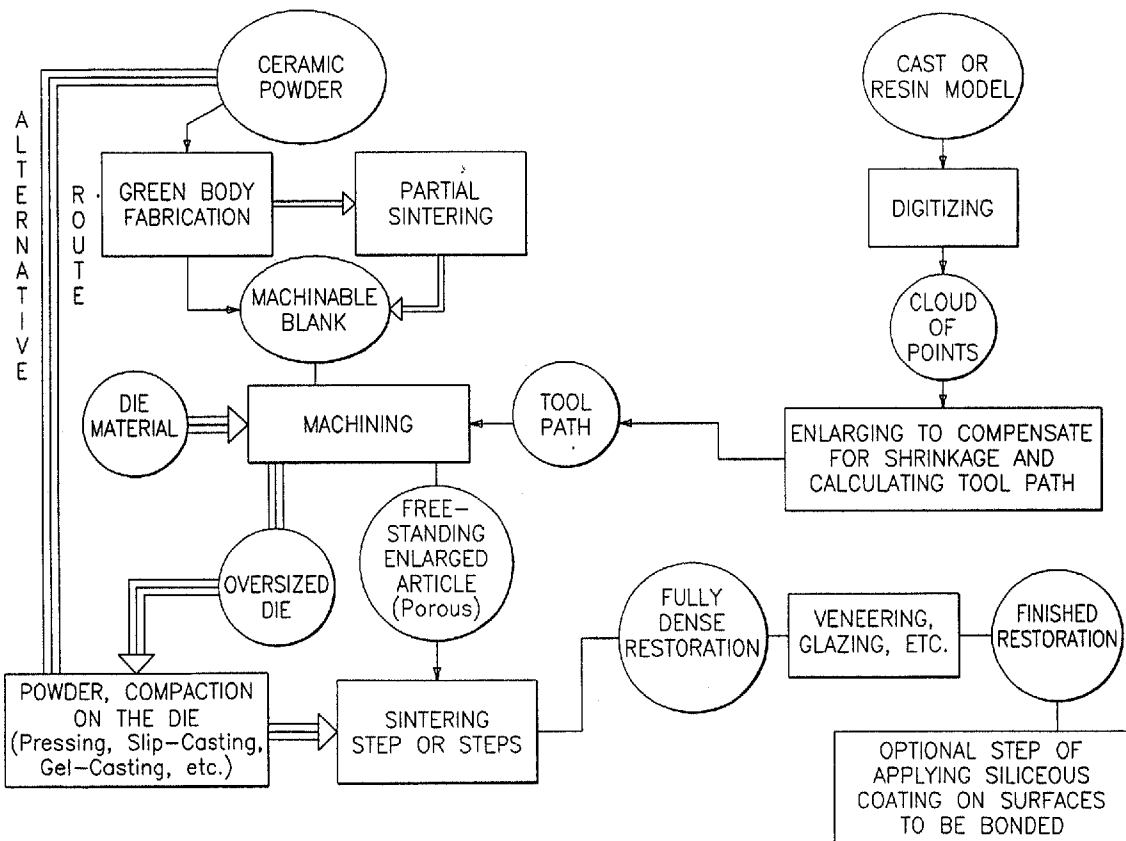 CERAMIC
POWDER
CAST OR
RESIN MODEL
ALTERNATIVE
ROUTE
GREEN BODY
FABRICATION
PARTIAL
SINTERING
DIGITIZING
MACHINABLE
BLANK
CLOUD
OF
POINTS
DIE
MATERIAL
MACHINING
TOOL
PATH
ENLARGING TO COMPENSATE
FOR SHRINKAGE AND
CALCULATING TOOL PATH
FREE-
STANDING
ENLARGED
ARTICLE
(Porous)
OVERSIZED
DIE
FULLY
DENSE
RESTORATION
VENEERING,
GLAZING, ETC.
FINISHED
RESTORATION
POWDER, COMPACTION
ON THE DIE
(Pressing, Slip-Casting,
Gel-Casting, etc.)
SINTERING
STEP OR STEPS
OPTIONAL STEP OF
APPLYING SILICEOUS
COATING ON SURFACES
TO BE BONDED